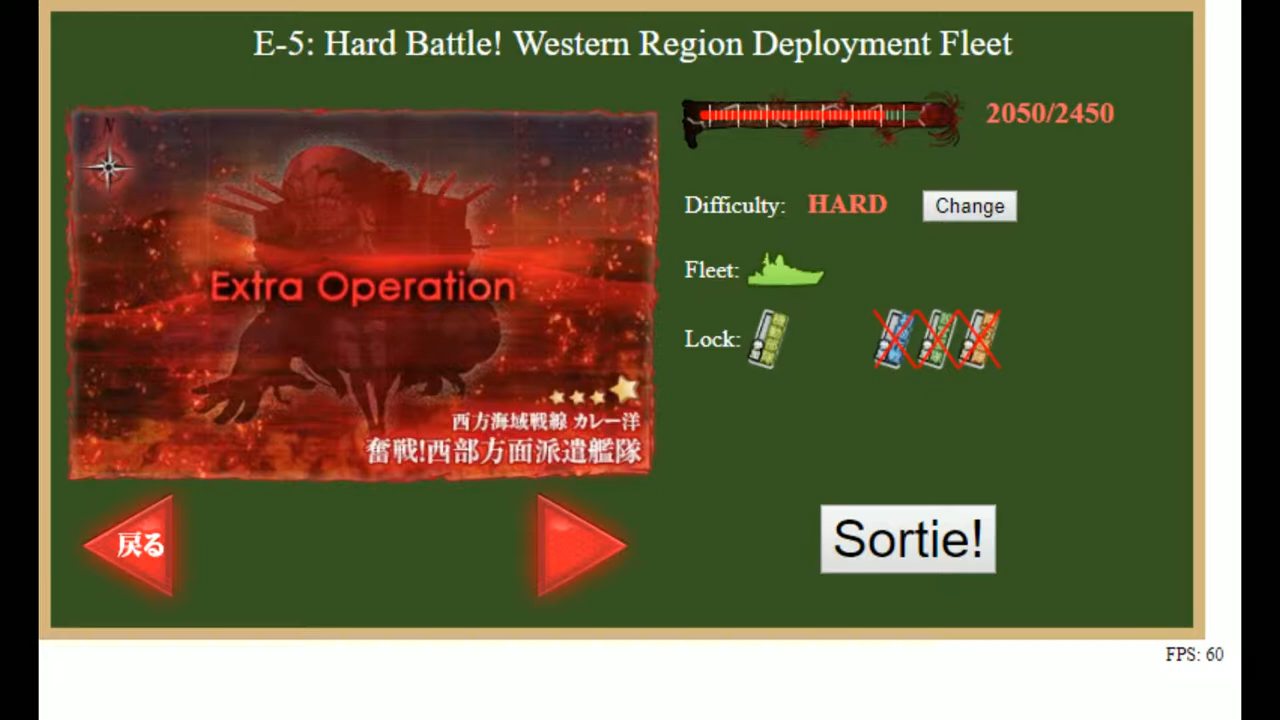 E-5: Hard Battle! Western Region Deployment Fleet
N
Extra Operation
西方海域戦線 カレー洋
奮戦!西部方面派遣艦隊
戻る
2050/2450
Difficulty: HARD Change
Fleet:
Lock:
Sortie!
FPS: 60